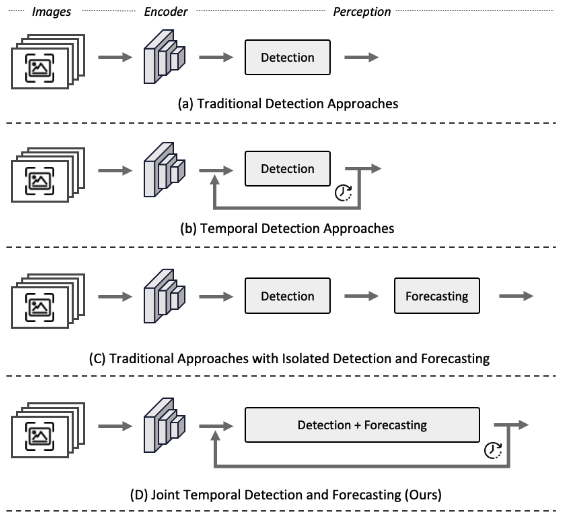 Images Encoder Perception
Detection
(a) Traditional Detection Approaches
Detection
(b) Temporal Detection Approaches
Detection Forecasting
(C) Traditional Approaches with Isolated Detection and Forecasting
Detection + Forecasting
(D) Joint Temporal Detection and Forecasting (Ours)